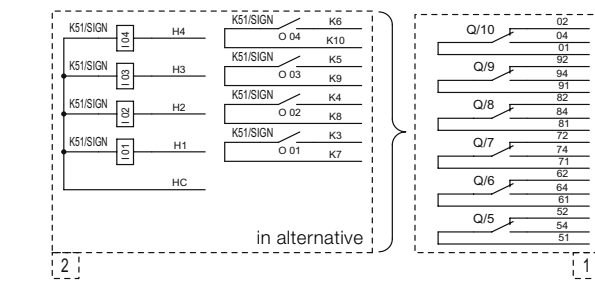 K51/SIGN I 04 H4
K51/SIGN I 03 H3
K51/SIGN I 02 H2
K51/SIGN I 01 H1
HC
K51/SIGN K6
O 04 K10
K51/SIGN K5
O 03 K9
K51/SIGN K4
O 02 K8
K51/SIGN K3
O 01 K7
in alternative
2
Q/10 02
04
01
Q/9 92
94
91
Q/8 82
84
81
Q/7 72
74
71
Q/6 62
64
61
Q/5 52
54
51
1